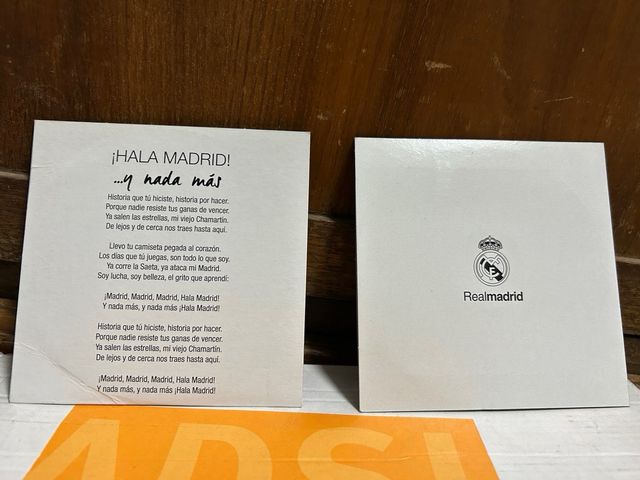 ¡HALA MADRID!
...y nada más
Historia que tú hiciste, historia por hacer.
Porque nadie resiste tus ganas de vencer.
Ya salen las estrellas, mi viejo Chamartín.
De lejos y de cerca nos traes hasta aquí.
Llevo tu camiseta pegada al corazón.
Los días que tú juegas, son todo lo que soy.
Ya corre la Saeta, ya ataca mi Madrid.
Soy lucha, soy belleza, el grito que aprendí:
¡Madrid, Madrid, Madrid, Hala Madrid!
Y nada más, y nada más ¡Hala Madrid!
Historia que tú hiciste, historia por hacer.
Porque nadie resiste tus ganas de vencer.
Ya salen las estrellas, mi viejo Chamartín.
De lejos y de cerca nos traes hasta aquí.
¡Madrid, Madrid, Madrid, Hala Madrid!
Y nada más, y nada más ¡Hala Madrid!
Realmadrid
ADSL